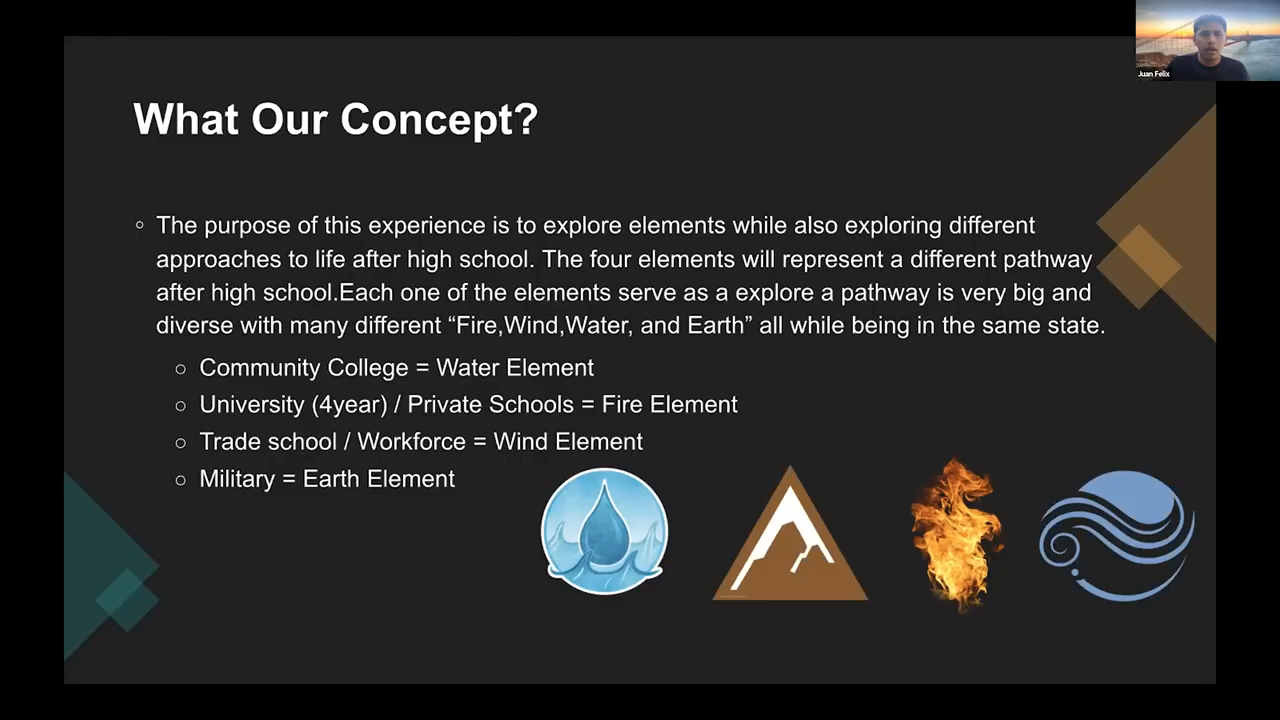 Juan Felix
What Our Concept?
The purpose of this experience is to explore elements while also exploring different
approaches to life after high school. The four elements will represent a different pathway
after high school.Each one of the elements serve as a explore a pathway is very big and
diverse with many different “Fire,Wind,Water, and Earth” all while being in the same state.
Community College = Water Element
University (4year) / Private Schools = Fire Element
Trade school / Workforce = Wind Element
Military = Earth Element